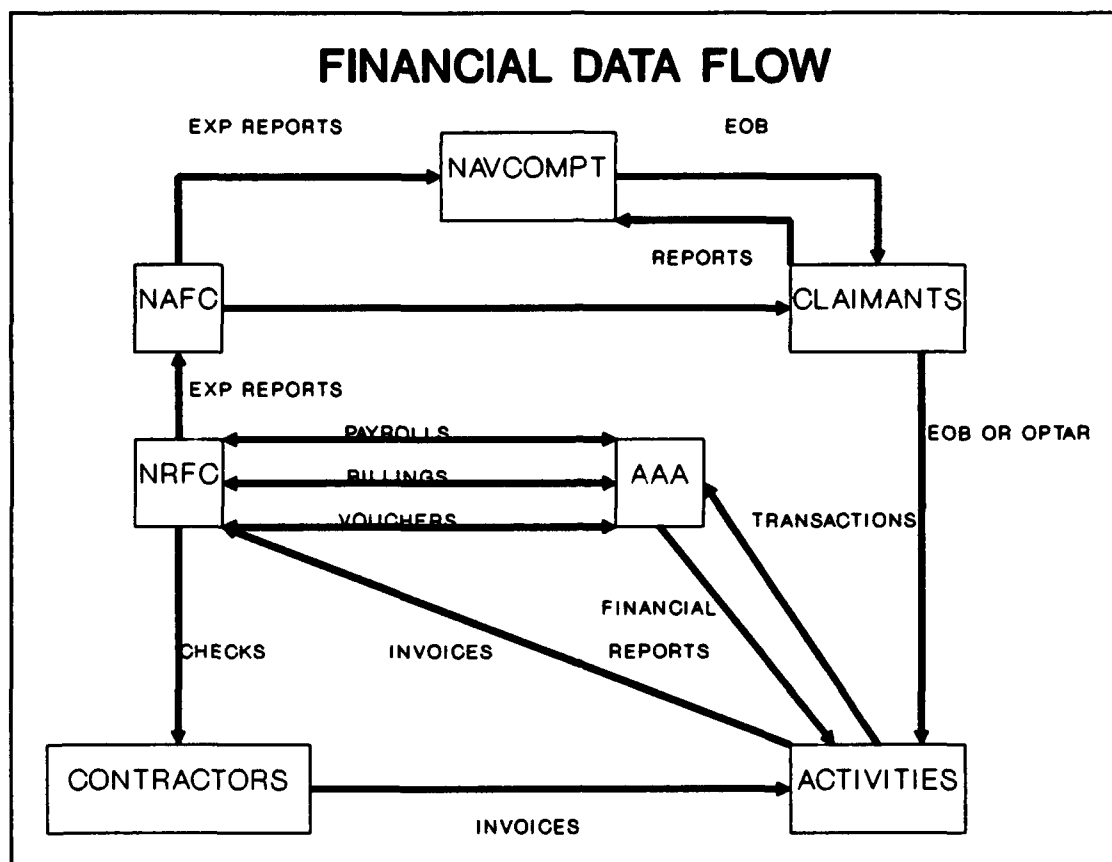 FINANCIAL DATA FLOW
EXP REPORTS
EOB
NAVCOMPT
REPORTS
NAFC
CLAIMANTS
EXP REPORTS
PAYROLLS
EOB OR OPTAR
NRFC
BILLINGS
AAA
VOUCHERS
TRANSACTIONS
FINANCIAL
CHECKS
INVOICES
REPORTS
CONTRACTORS
ACTIVITIES
INVOICES